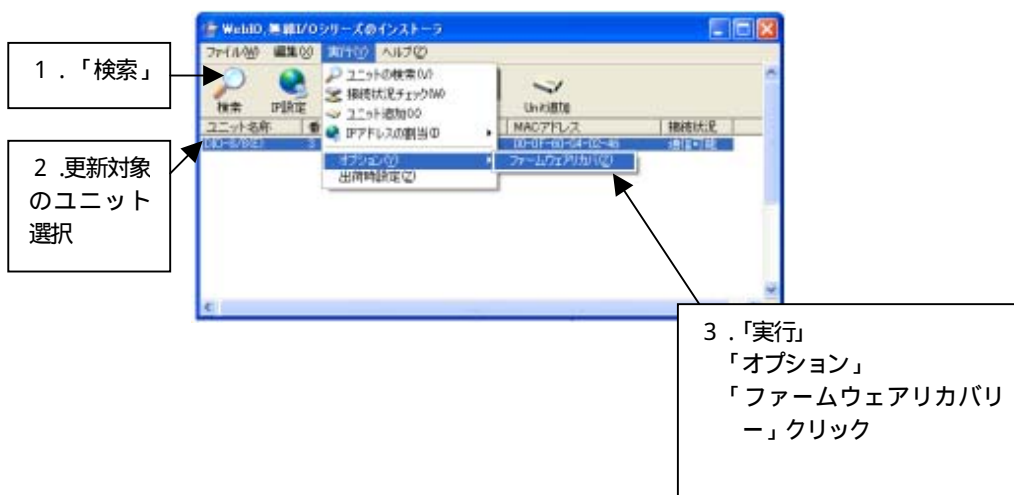 WebIO,無線I/Oシリーズのインストーラ
ファイル(W) 編集(X) 実行(Y) ヘルプ(Z)
1．「検索」
ユニットの検索(V)
接続状況チェック(W)
ユニット追加(X)
IPアドレスの割当(I)
オプション(Y)
ファームウェアリカバリ(Z)
出荷時設定(Z)
検索 IP設定 Unit追加
ユニット名称 番 MACアドレス 接続状況
通信可能
2．更新対象
のユニット
選択
3．「実行」
「オプション」
「ファームウェアリカバリ
ー」クリック